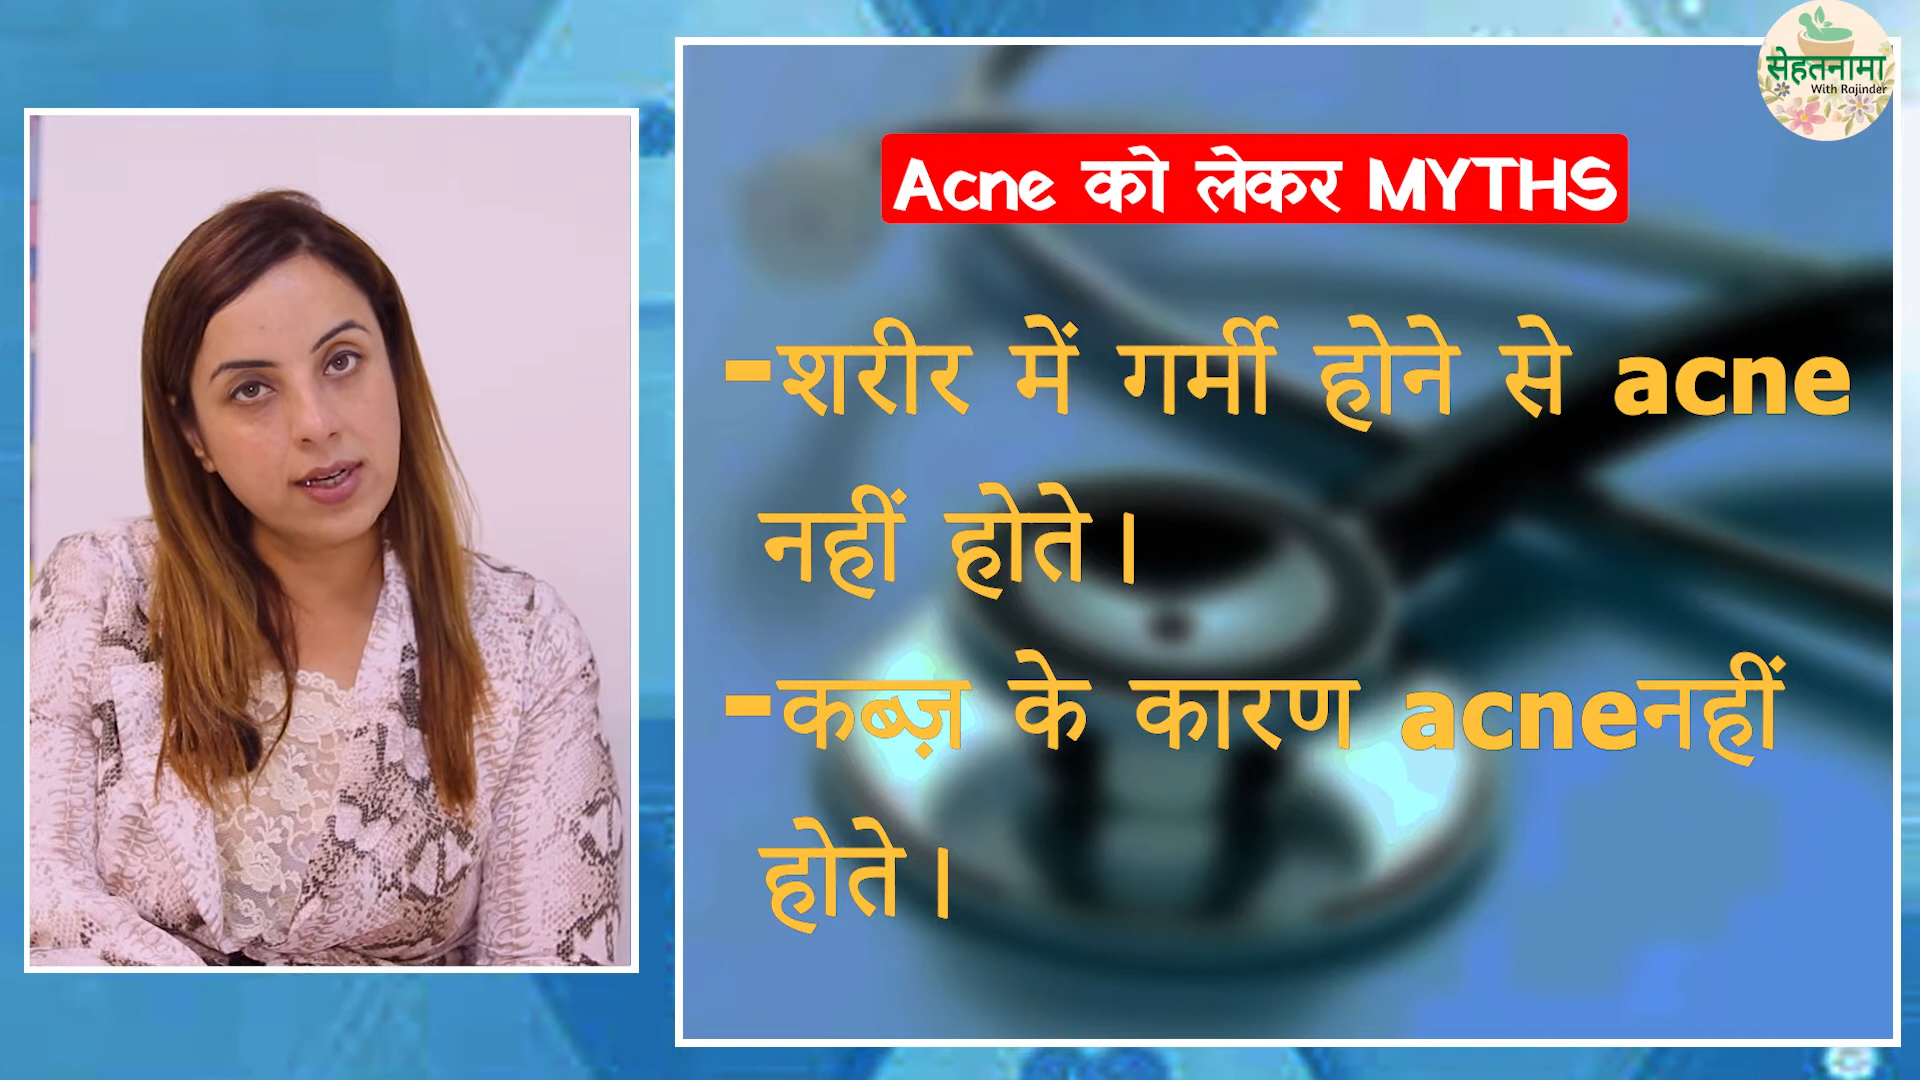 सेहतनामा
With Rajinder
Acne को लेकर MYTHS
-शरीर में गर्मी होने से acne
नहीं होते।
-कब्ज़ के कारण acneनहीं
होते।